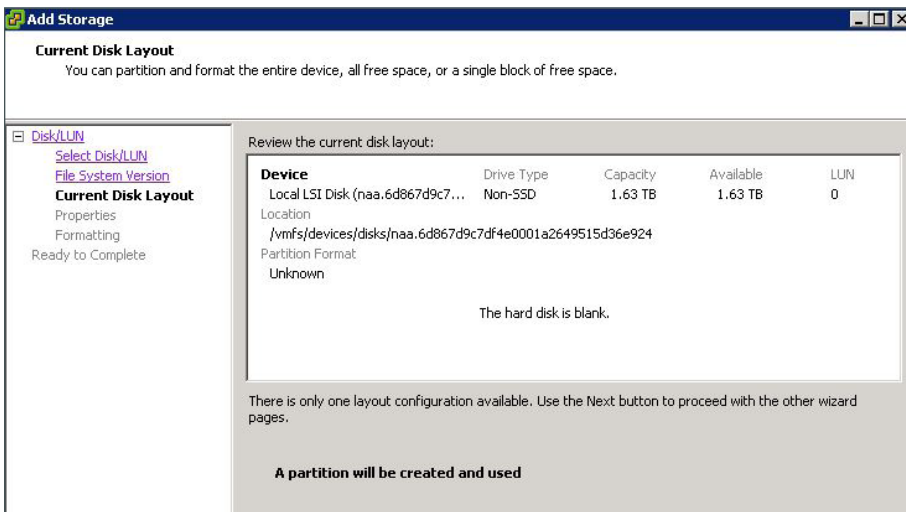 Add Storage
Current Disk Layout
You can partition and format the entire device, all free space, or a single block of free space.
Disk/LUN
Select Disk/LUN
File System Version
Current Disk Layout
Properties
Formatting
Ready to Complete
Review the current disk layout:
Device Drive Type Capacity Available LUN
Local LSI Disk (naa.6d867d9c7... Non-SSD 1.63 TB 1.63 TB 0
Location
/vmfs/devices/disks/naa.6d867d9c7df4e0001a2649515d36e924
Partition Format
Unknown
The hard disk is blank.
There is only one layout configuration available. Use the Next button to proceed with the other wizard
pages.
A partition will be created and used